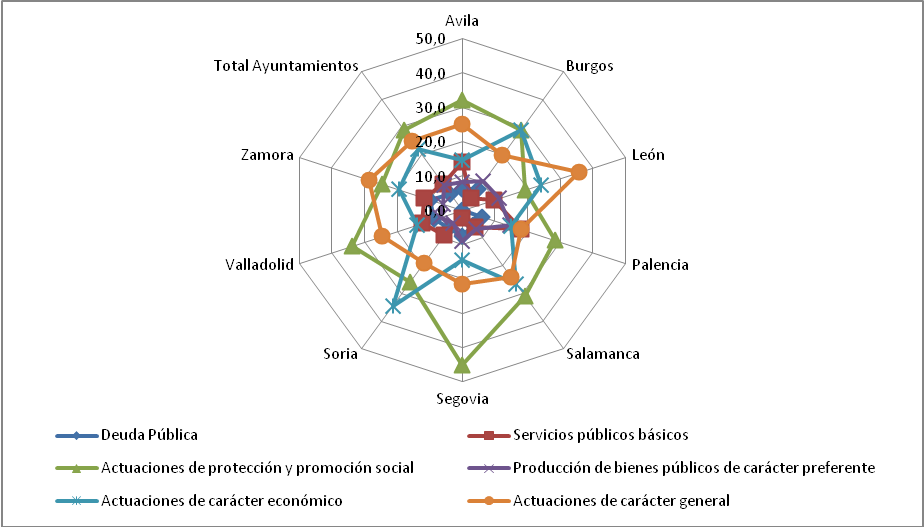 Avila
50,0
Total Ayuntamientos
Burgos
40,0
30,0
20,0
Zamora
León
10,0
0,0
Valladolid
Palencia
Soria
Salamanca
Segovia
Deuda Pública
Servicios públicos básicos
Actuaciones de protección y promoción social
Producción de bienes públicos de carácter preferente
Actuaciones de carácter económico
Actuaciones de carácter general